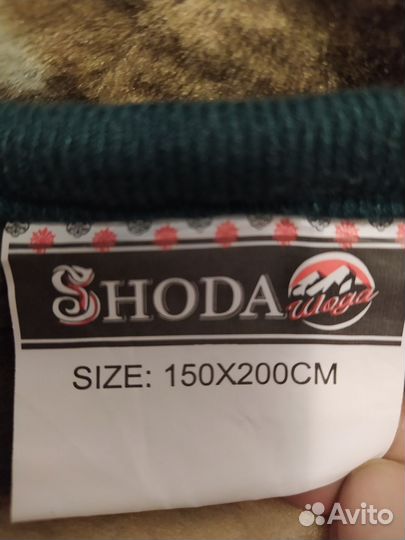 SHODA Шода
SIZE: 150X200CM
Avito